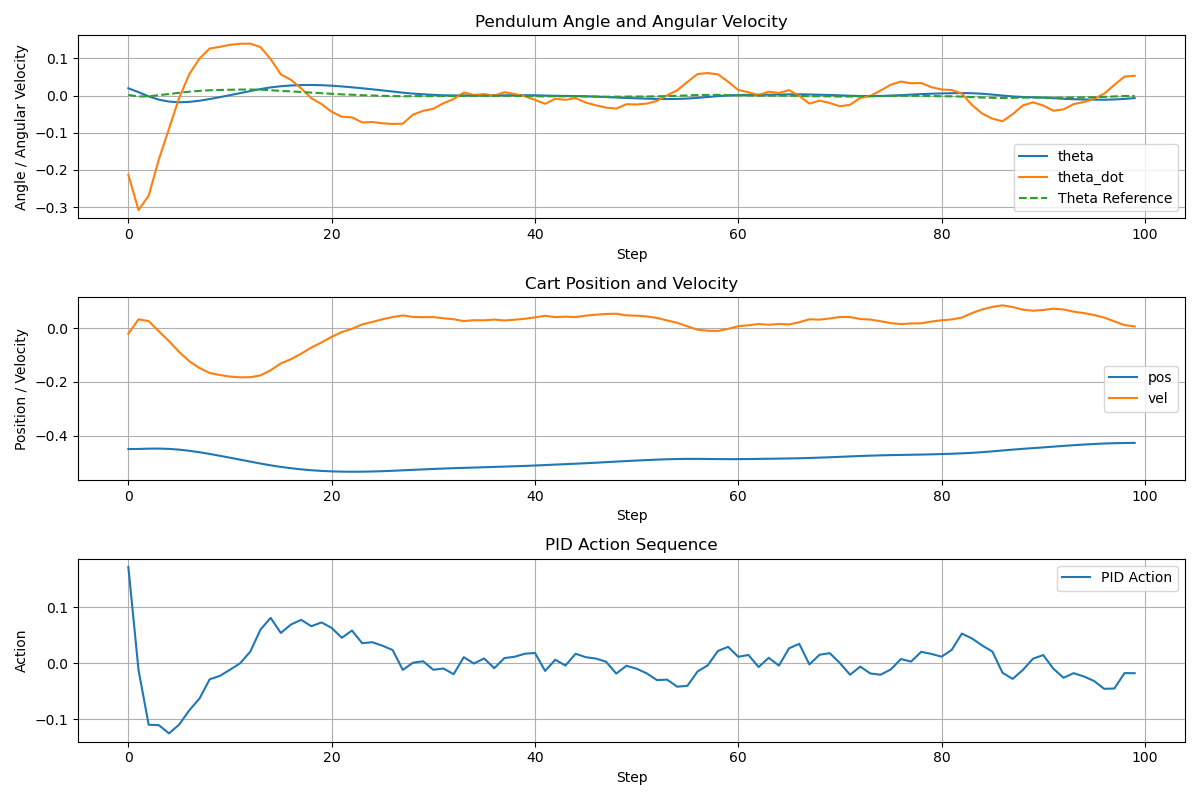 Pendulum Angle and Angular Velocity
Angle / Angular Velocity
0.1
0.0
−0.1
−0.2
−0.3
theta
theta_dot
Theta Reference
0 20 40 60 80 100
Step
Cart Position and Velocity
Position / Velocity
0.0
−0.2
−0.4
pos
vel
0 20 40 60 80 100
Step
PID Action Sequence
Action
0.1
0.0
−0.1
PID Action
0 20 40 60 80 100
Step